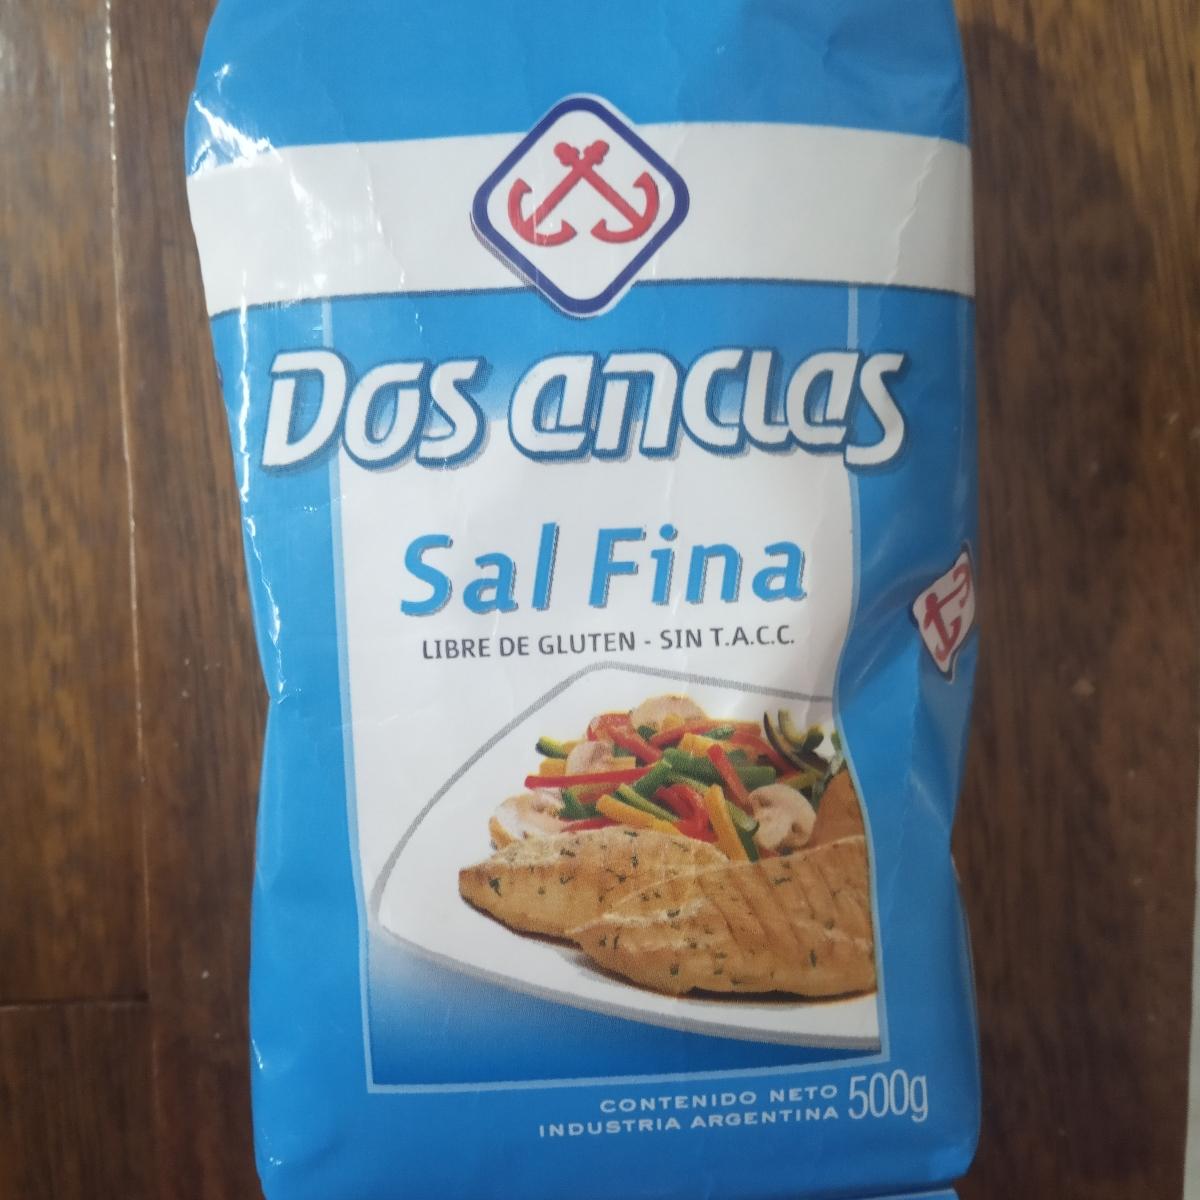 Dos anclas
Sal Fina
LIBRE DE GLUTEN - SIN T.A.C.C.
CONTENIDO NETO 500g
INDUSTRIA ARGENTINA